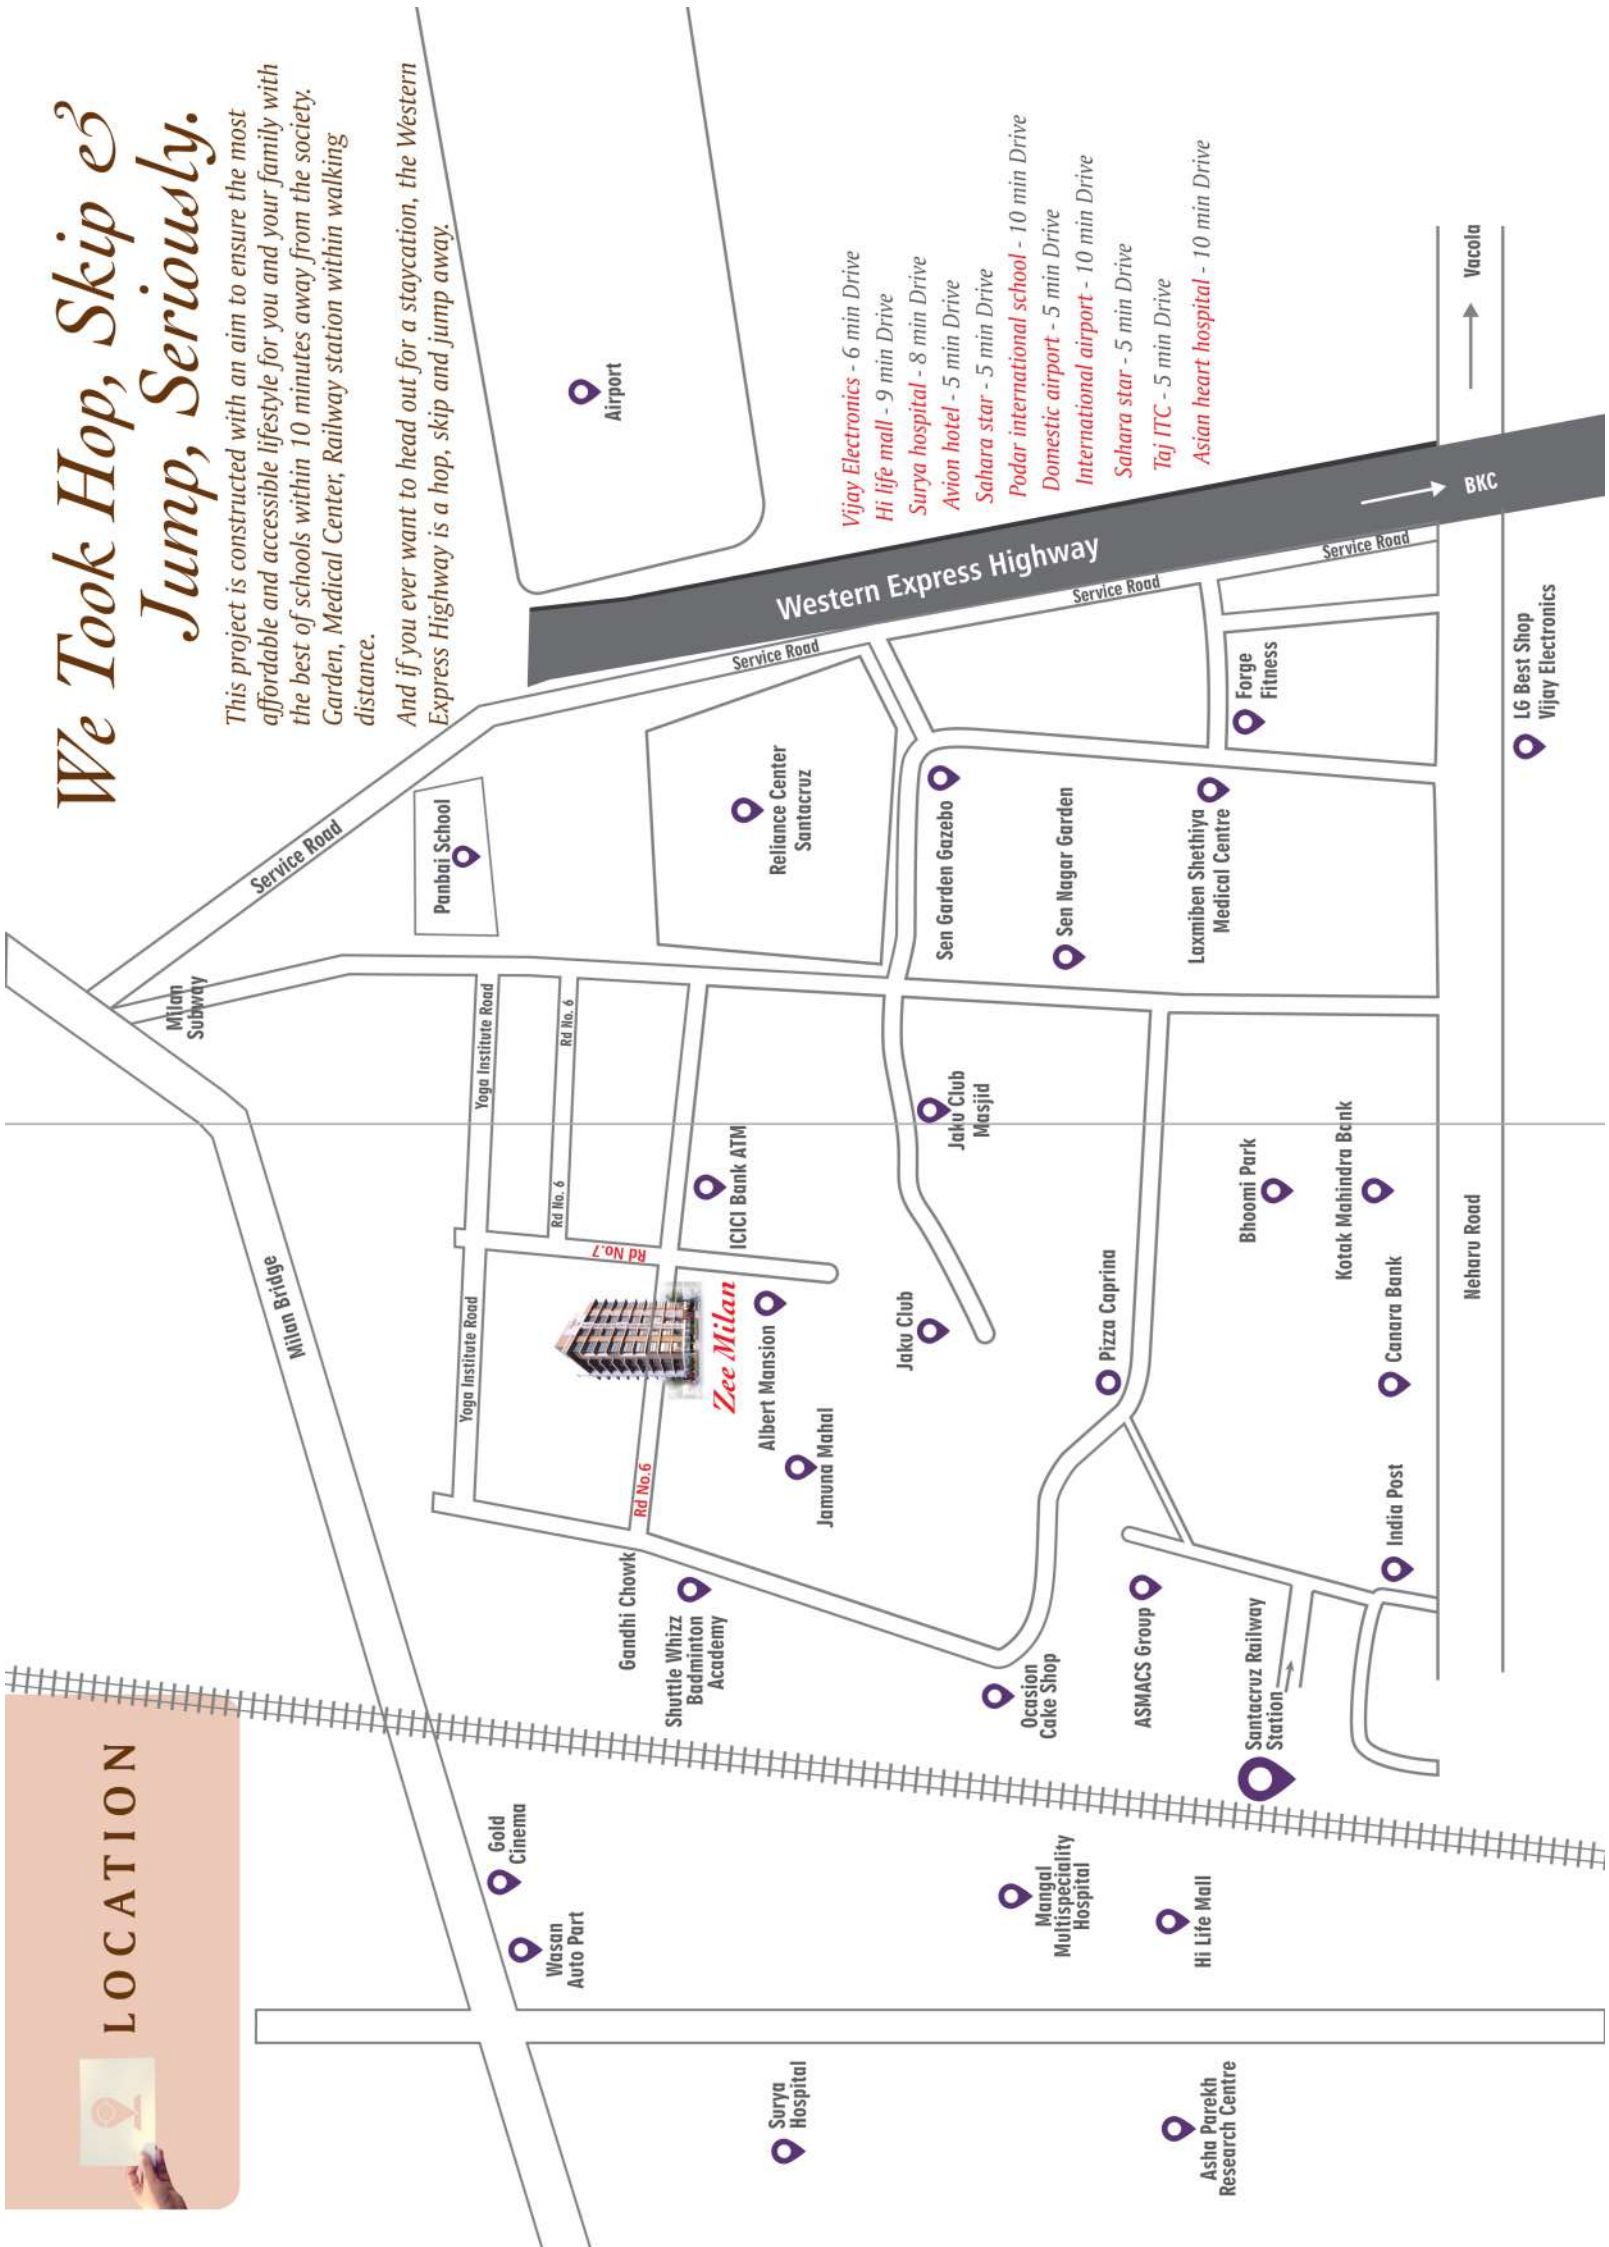 LOCATION
We Took Hop, Skip &
Jump, Seriously.
This project is constructed with an aim to ensure the most
affordable and accessible lifestyle for you and your family with
the best of schools within 10 minutes away from the society.
Garden, Medical Center, Railway station within walking
distance.
And if you ever want to head out for a staycation, the Western
Express Highway is a hop, skip and jump away.
Milan
Subway
Service Road
Milan Bridge
Panbai School
Airport
Gold
Cinema
Wasan
Auto Part
Yoga Institute Road
Yoga Institute Road
Rd No. 6
Rd No. 6
Rd No.7
Rd No.6
Gandhi Chowk
Shuttle Whizz
Badminton
Academy
Zee Milan
ICICI Bank ATM
Albert Mansion
Jamuna Mahal
Reliance Center
Santacruz
Service Road
Western Express Highway
Surya
Hospital
Vijay Electronics - 6 min Drive
Hi life mall - 9 min Drive
Surya hospital - 8 min Drive
Avion hotel - 5 min Drive
Sahara star - 5 min Drive
Podar international school - 10 min Drive
Domestic airport - 5 min Drive
International airport - 10 min Drive
Sahara star - 5 min Drive
Taj ITC - 5 min Drive
Asian heart hospital - 10 min Drive
Jaku Club
Jaku Club
Masjid
Sen Garden Gazebo
Sen Nagar Garden
Ocasion
Cake Shop
Mangal
Multispeciality
Hospital
Pizza Caprina
Service Road
ASMACS Group
Hi Life Mall
Asha Parekh
Research Centre
Laxmiben Shethiya
Medical Centre
Forge
Fitness
Santacruz Railway
Station
Bhoomi Park
Kotak Mahindra Bank
Canara Bank
India Post
Service Road
Neharu Road
BKC
Vacola
LG Best Shop
Vijay Electronics